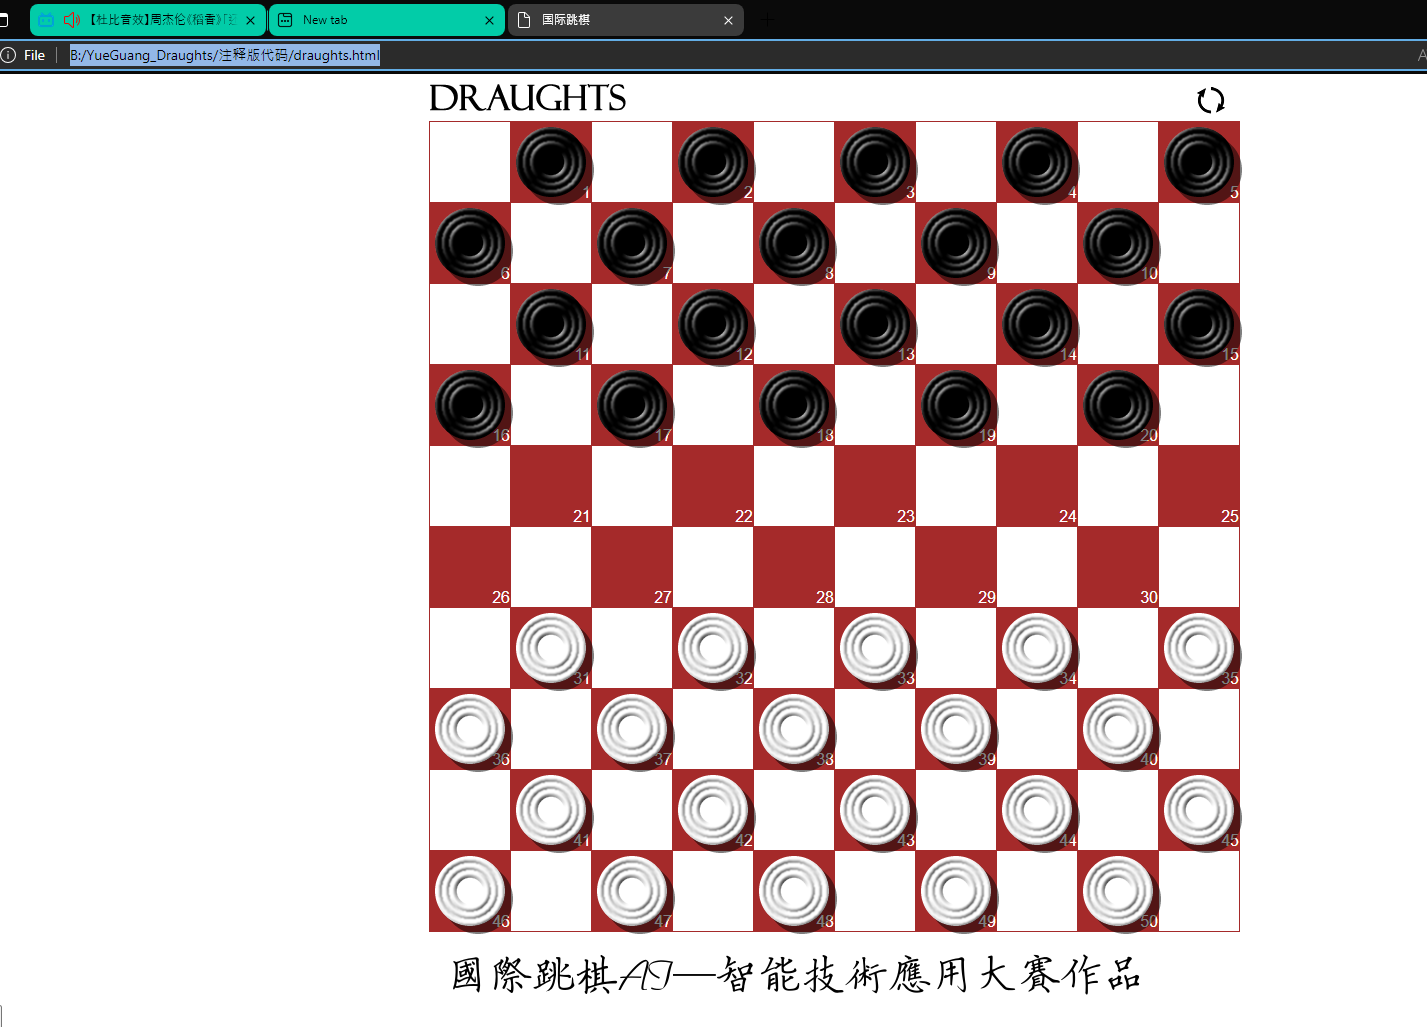 【杜比音效】周杰伦《稻香》「还
New tab
国际跳棋
File
B:/YueGuang_Draughts/注释版代码/draughts.html
A
DRAUGHTS
1 2 3 4 5
6 7 8 9 10
11 12 13 14 15
16 17 18 19 20
21 22 23 24 25
26 27 28 29 30
31 32 33 34 35
36 37 38 39 40
41 42 43 44 45
46 47 48 49 50
國際跳棋AI—智能技術應用大賽作品